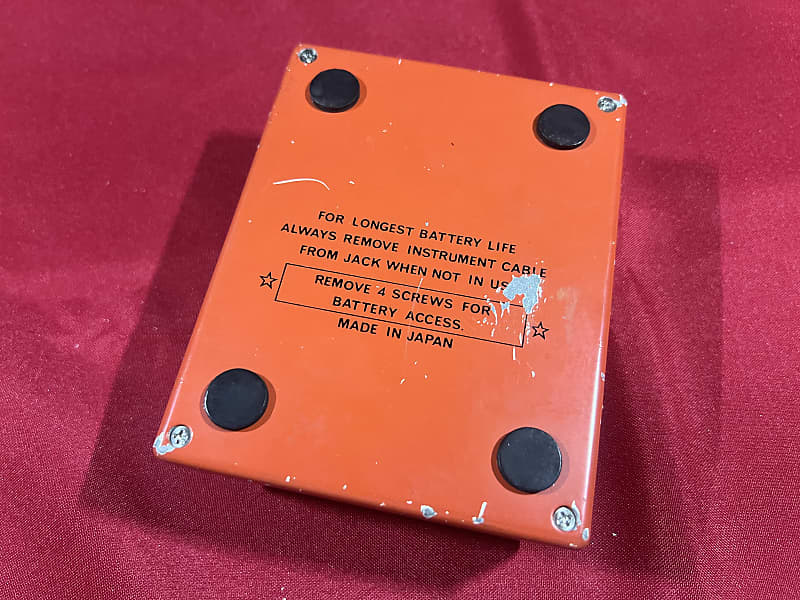 FOR LONGEST BATTERY LIFE
ALWAYS REMOVE INSTRUMENT CABLE
FROM JACK WHEN NOT IN US
REMOVE 4 SCREWS FOR
BATTERY ACCESS.
MADE IN JAPAN